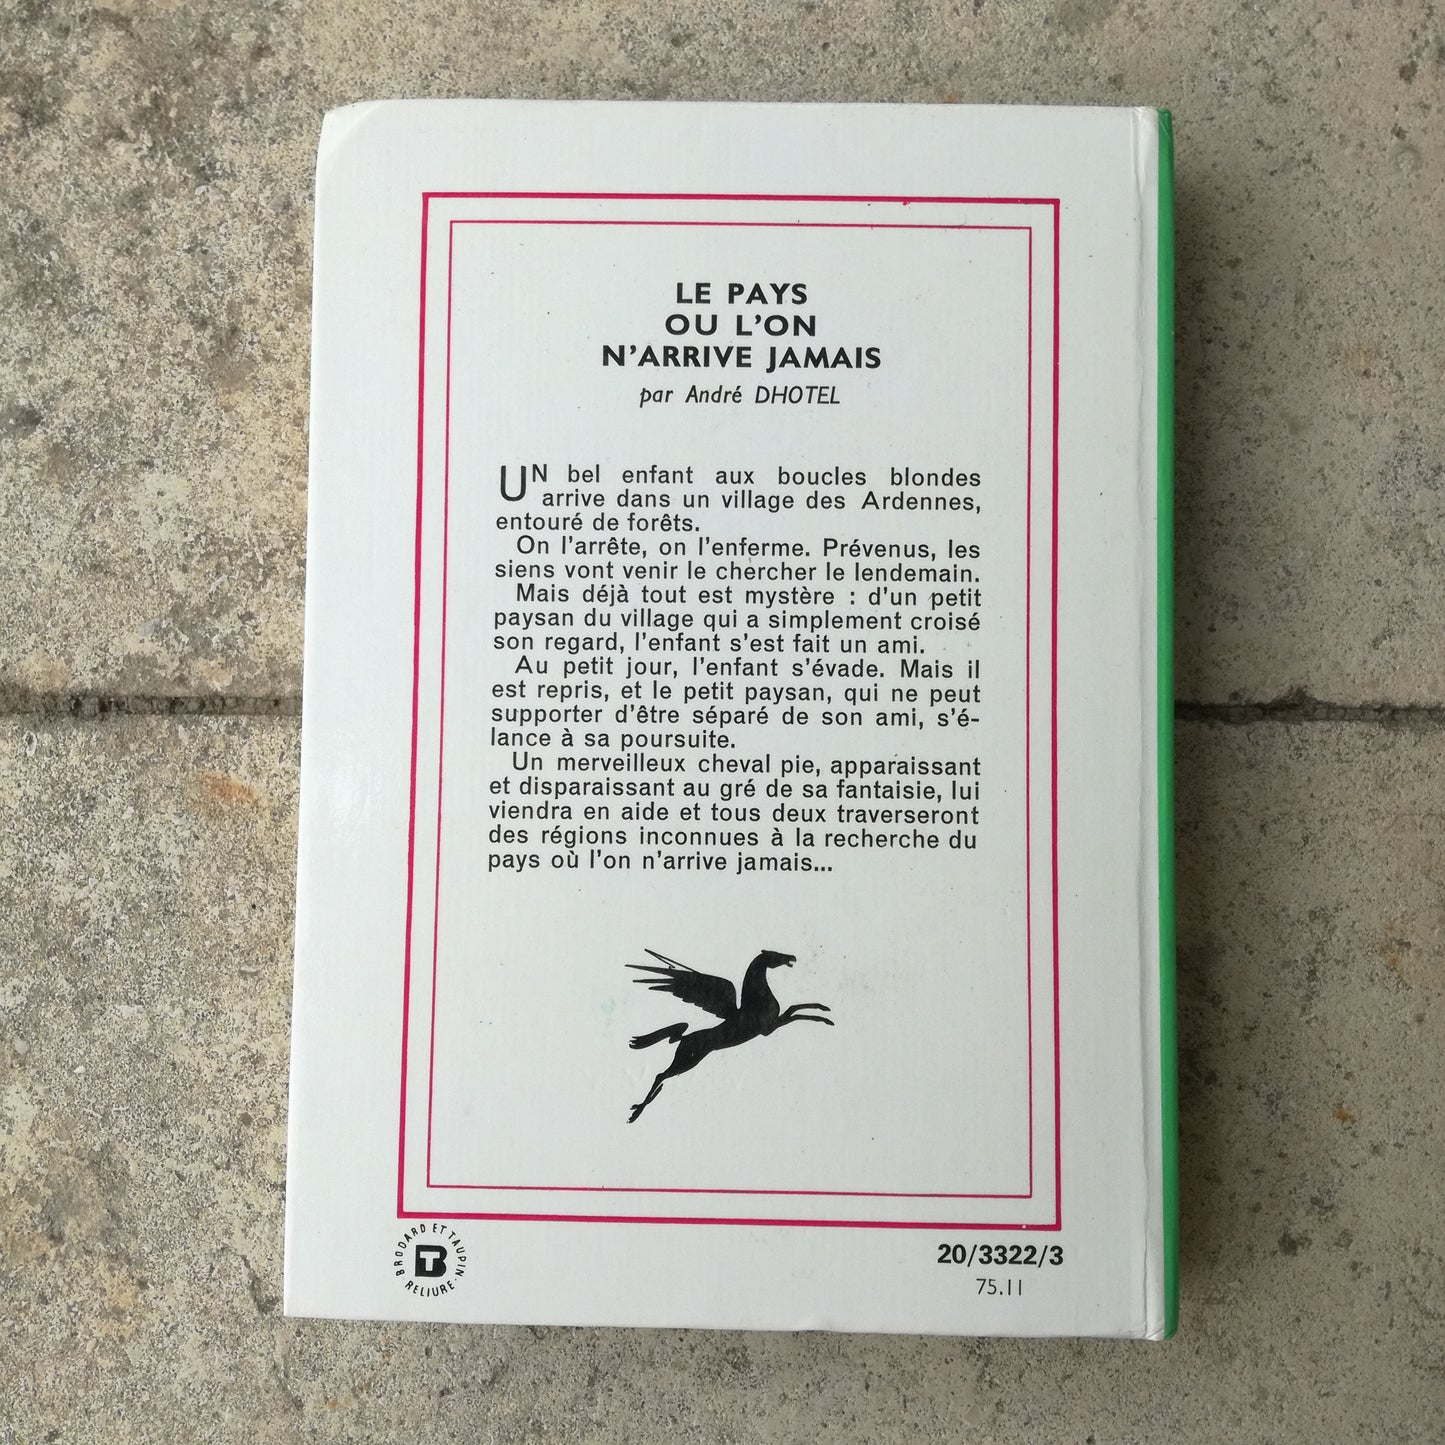 LE PAYS
OU L'ON
N'ARRIVE JAMAIS
par André DHOTEL
UN bel enfant aux boucles blondes
arrive dans un village des Ardennes,
entouré de forêts.
On l'arrête, on l'enferme. Prévenus, les
siens vont venir le chercher le lendemain.
Mais déjà tout est mystère : d'un petit
paysan du village qui a simplement croisé
son regard, l'enfant s'est fait un ami.
Au petit jour, l'enfant s'évade. Mais il
est repris, et le petit paysan, qui ne peut
supporter d'être séparé de son ami, s'é-
lance à sa poursuite.
Un merveilleux cheval pie, apparaissant
et disparaissant au gré de sa fantaisie, lui
viendra en aide et tous deux traverseront
des régions inconnues à la recherche du
pays où l'on n'arrive jamais...
BRODARD ET TAUPIN
BT
RELIURE
20/3322/3
75.11